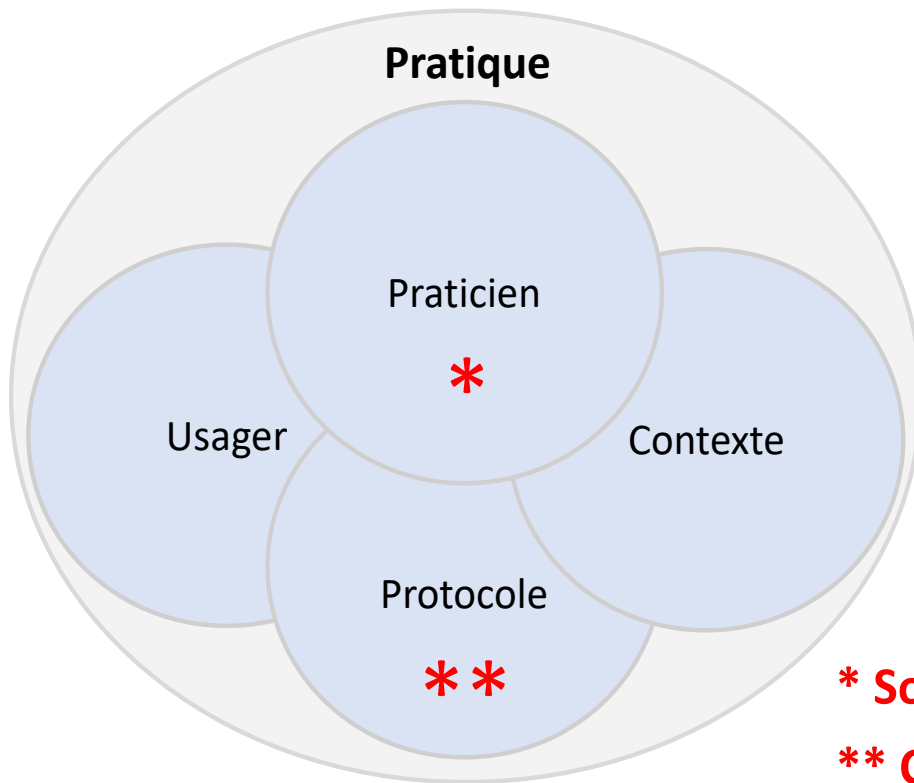 Pratique
Praticien
*
Usager
Contexte
Protocole
**
*
**